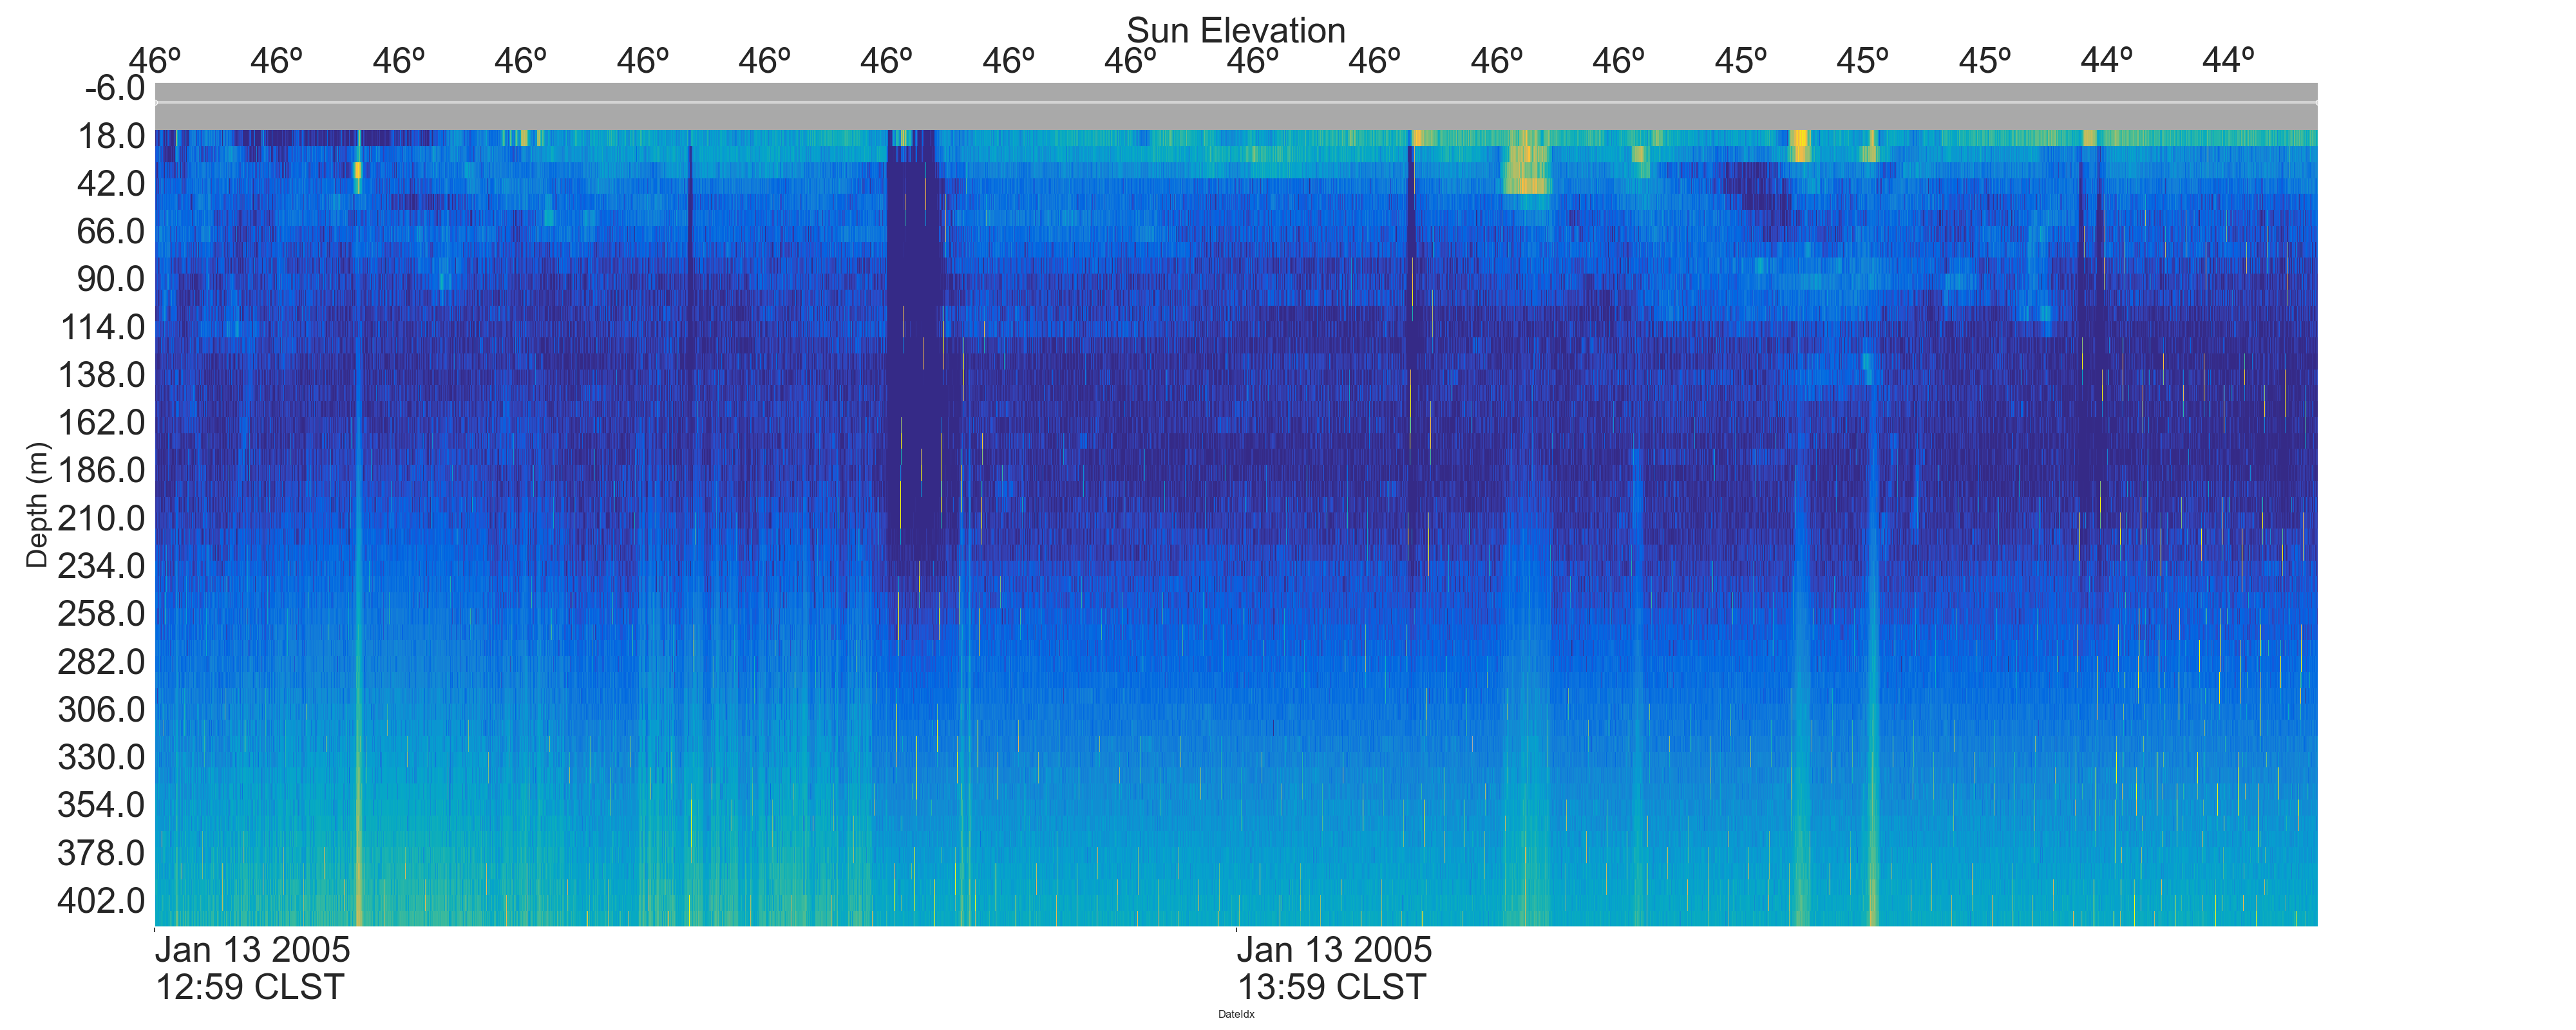 Sun Elevation
46º 46º 46º 46º 46º 46º 46º 46º 46º 46º 46º 46º 46º 45º 45º 45º 44º 44º
-6.0
18.0
42.0
66.0
90.0
114.0
138.0
162.0
186.0
210.0
234.0
258.0
282.0
306.0
330.0
354.0
378.0
402.0
Depth (m)
Jan 13 2005
12:59 CLST
Jan 13 2005
13:59 CLST
DateIdx